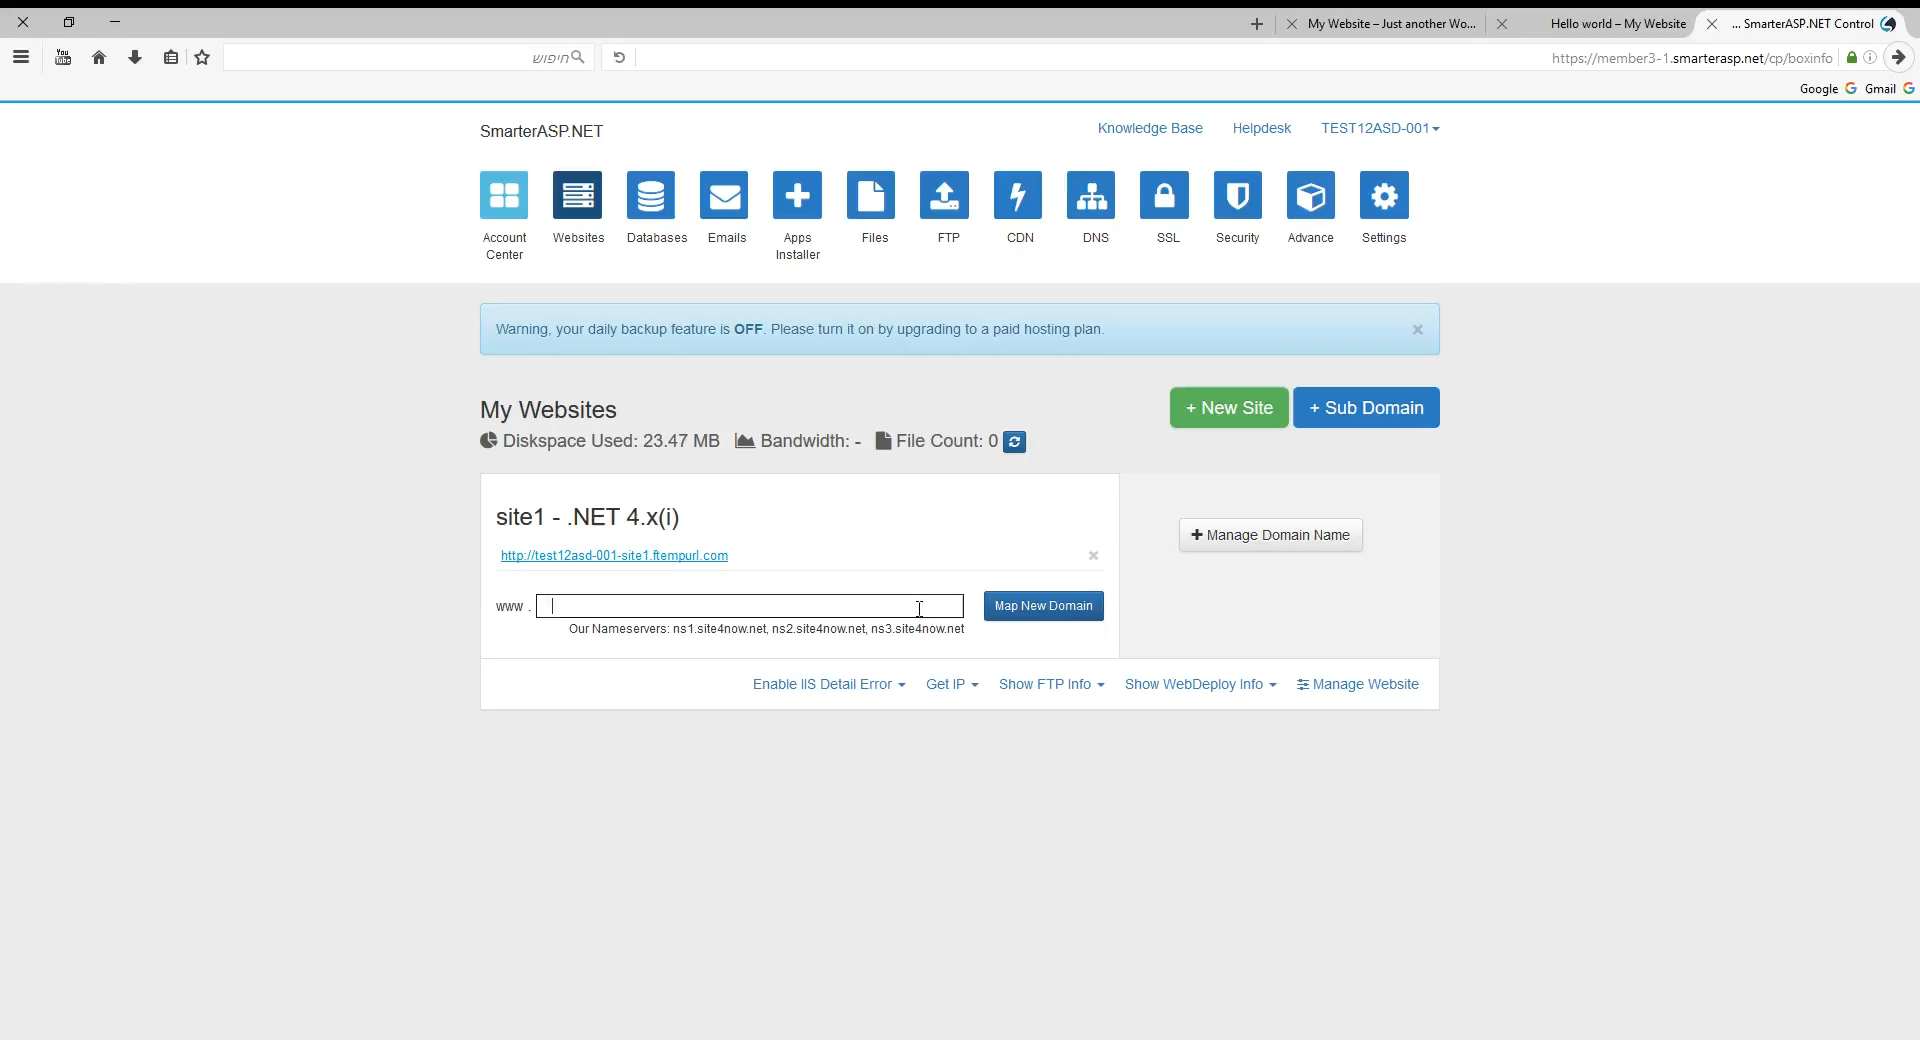 My Website – Just another Wo...
Hello world – My Website
... SmarterASP.NET Control
You Tube
חיפוש
https://member3-1.smarterasp.net/cp/boxinfo
Google G Gmail G
SmarterASP.NET
Knowledge Base Helpdesk TEST12ASD-001
Account Center
Websites
Databases
Emails
Apps Installer
Files
FTP
CDN
DNS
SSL
Security
Advance
Settings
Warning, your daily backup feature is OFF. Please turn it on by upgrading to a paid hosting plan.
My Websites
+ New Site
+ Sub Domain
Diskspace Used: 23.47 MB Bandwidth: - File Count: 0
site1 - .NET 4.x(i)
http://test12asd-001-site1.ftempurl.com
Manage Domain Name
www .
Map New Domain
Our Nameservers: ns1.site4now.net, ns2.site4now.net, ns3.site4now.net
Enable IIS Detail Error Get IP Show FTP Info Show WebDeploy Info Manage Website